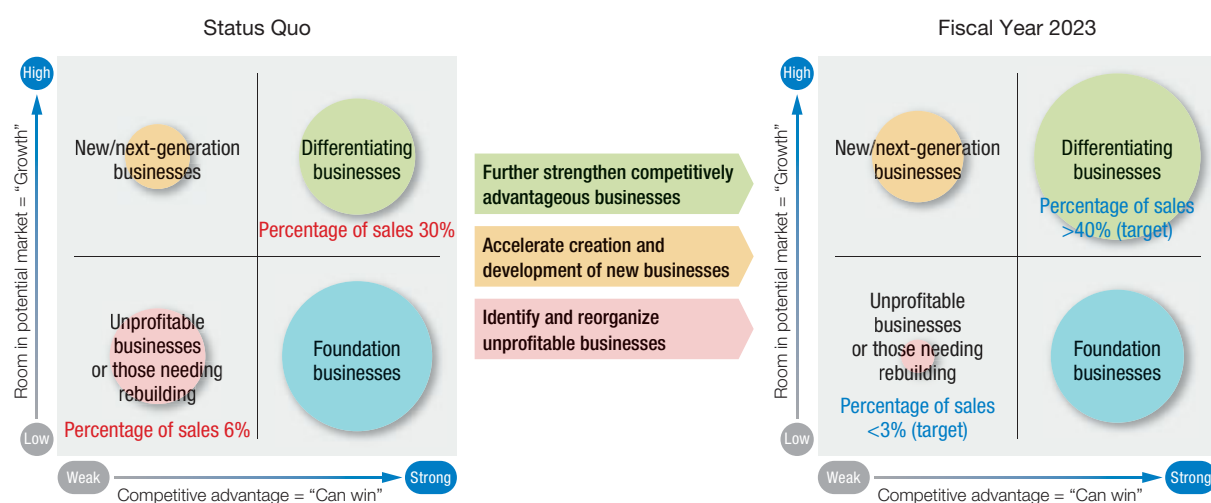 Status Quo
High
Room in potential market = “Growth”
Low
New/next-generation
businesses
Differentiating
businesses
Percentage of sales 30%
Unprofitable
businesses
or those needing
rebuilding
Percentage of sales 6%
Foundation
businesses
Weak
Strong
Competitive advantage = “Can win”
Further strengthen competitively
advantageous businesses
Accelerate creation and
development of new businesses
Identify and reorganize
unprofitable businesses
Fiscal Year 2023
High
Room in potential market = “Growth”
Low
New/next-generation
businesses
Differentiating
businesses
Percentage of sales
>40% (target)
Unprofitable
businesses
or those needing
rebuilding
Percentage of sales
<3% (target)
Foundation
businesses
Weak
Strong
Competitive advantage = “Can win”